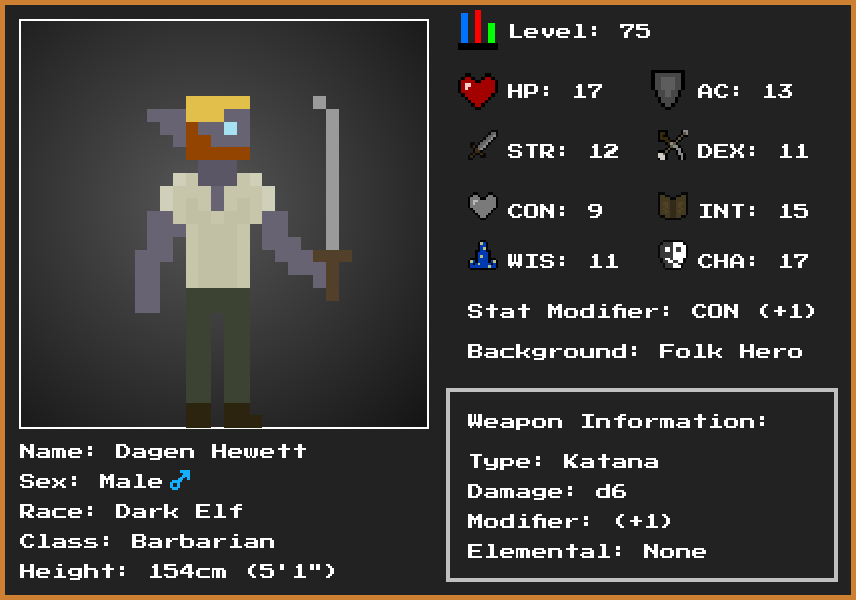 Level: 75
HP: 17
AC: 13
STR: 12
DEX: 11
CON: 9
INT: 15
WIS: 11
CHA: 17
Stat Modifier: CON (+1)
Background: Folk Hero
Name: Dagen Hewett
Sex: Male♂
Race: Dark Elf
Class: Barbarian
Height: 154cm (5'1")
Weapon Information:
Type: Katana
Damage: d6
Modifier: (+1)
Elemental: None